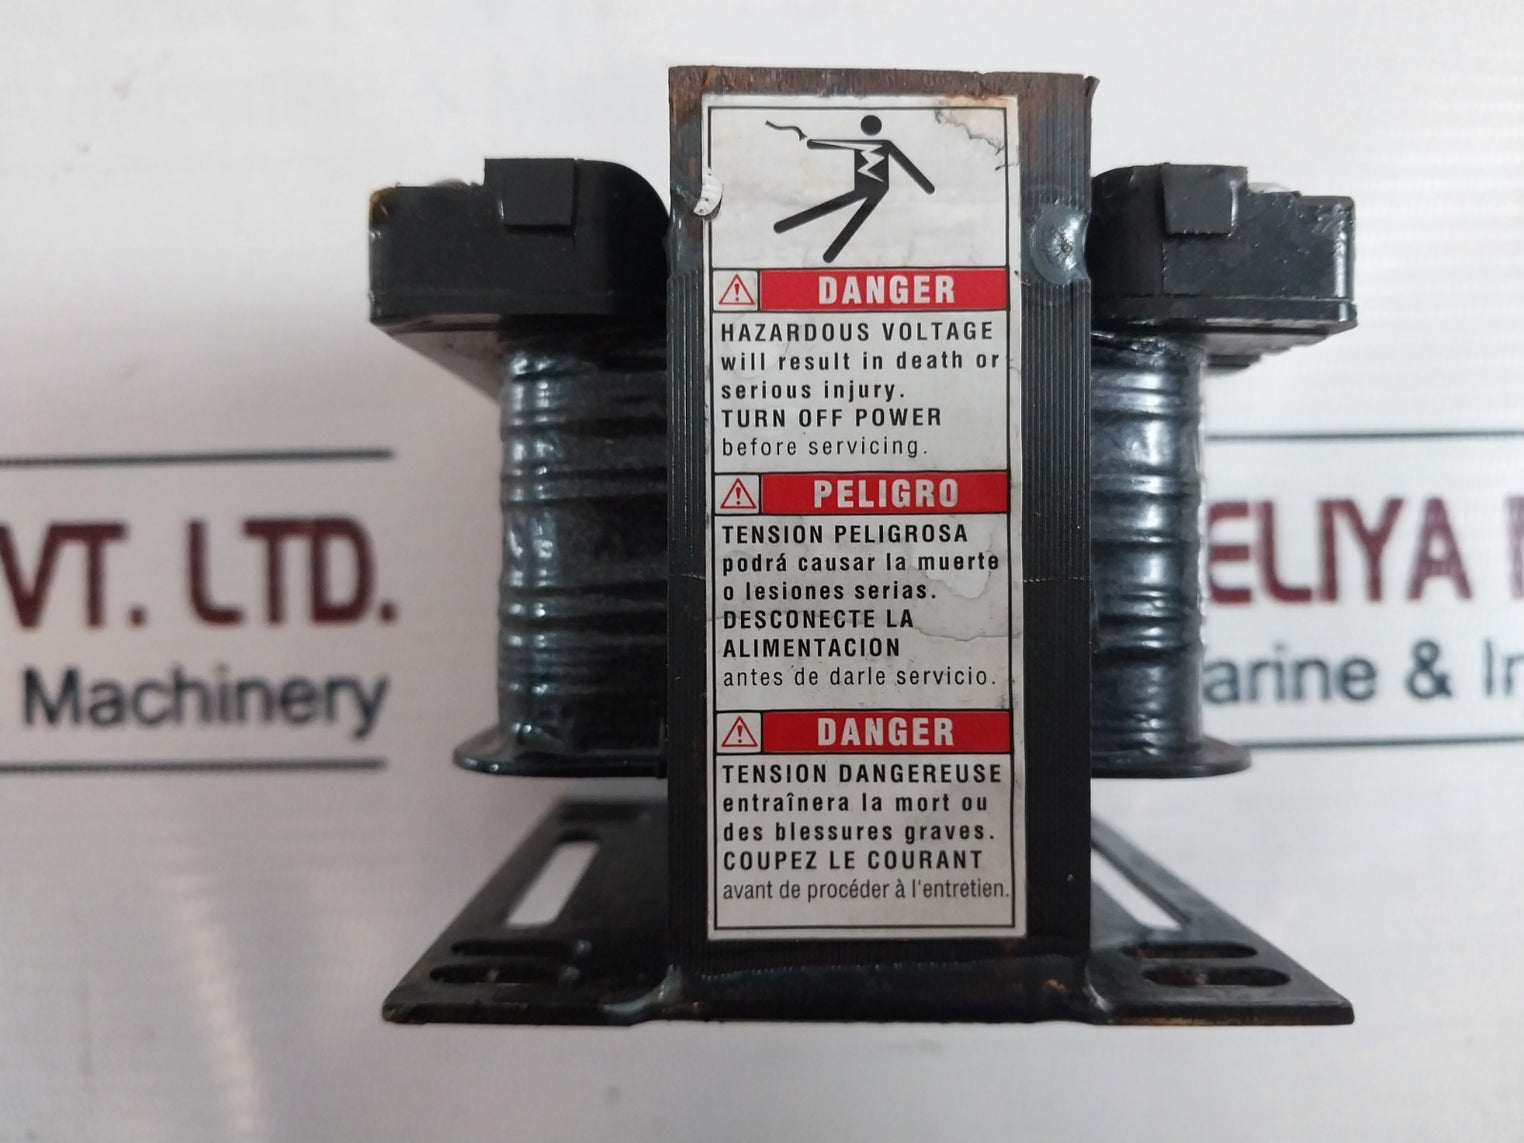 DANGER
HAZARDOUS VOLTAGE
will result in death or
serious injury.
TURN OFF POWER
before servicing.
PELIGRO
TENSION PELIGROSA
podrá causar la muerte
o lesiones serias.
DESCONECTE LA
ALIMENTACION
antes de darle servicio.
DANGER
TENSION DANGEREUSE
entraînera la mort ou
des blessures graves.
COUPEZ LE COURANT
avant de procéder à l'entretien.
VT. LTD.
Machinery
ELIYA
arine & In